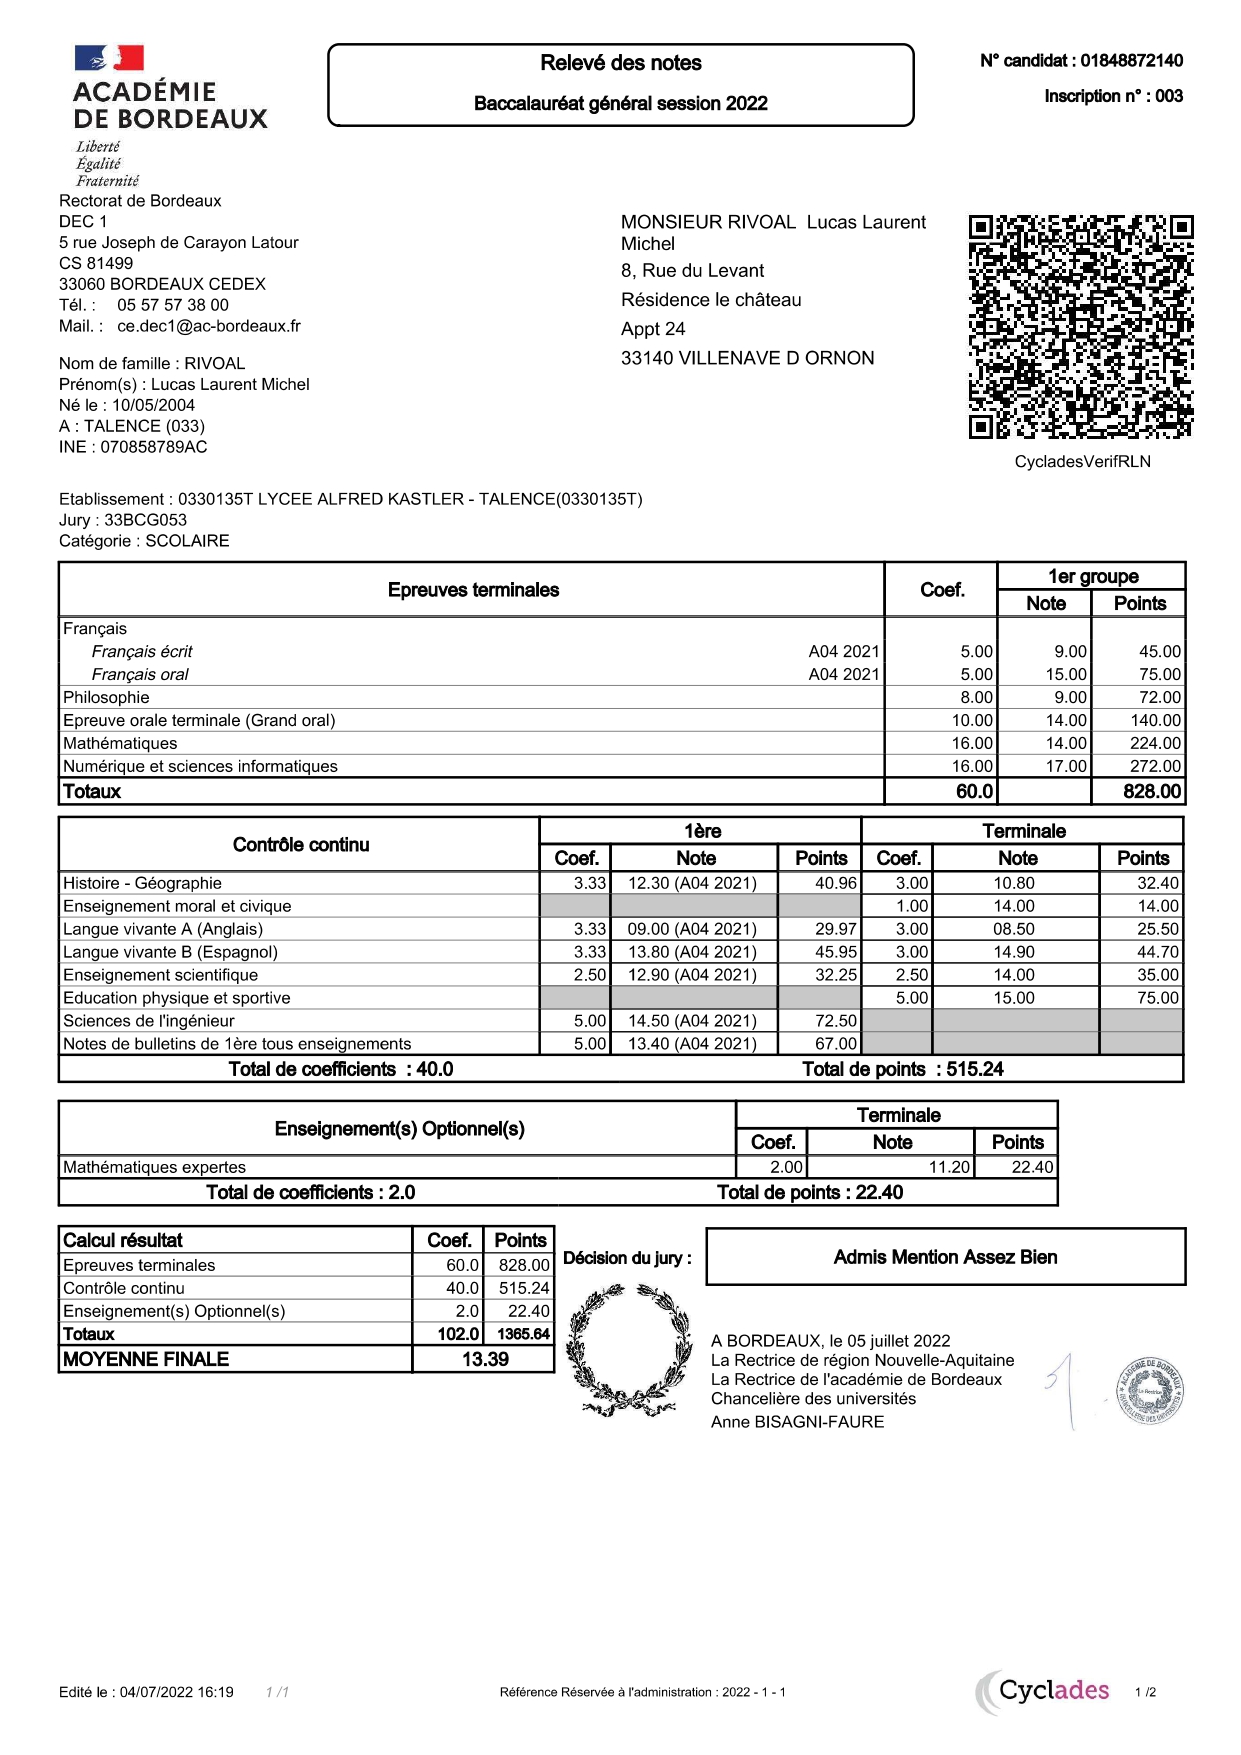 ACADÉMIE
DE BORDEAUX
Liberté
Égalité
Fraternité
Relevé des notes
Baccalauréat général session 2022
N° candidat : 01848872140
Inscription n° : 003
Rectorat de Bordeaux
DEC 1
5 rue Joseph de Carayon Latour
CS 81499
33060 BORDEAUX CEDEX
Tél. : 05 57 57 38 00
Mail. : ce.dec1@ac-bordeaux.fr
MONSIEUR RIVOAL Lucas Laurent
Michel
8, Rue du Levant
Résidence le château
Appt 24
33140 VILLENAVE D ORNON
CycladesVerifRLN
Nom de famille : RIVOAL
Prénom(s) : Lucas Laurent Michel
Né le : 10/05/2004
A : TALENCE (033)
INE : 070858789AC
Etablissement : 0330135T LYCEE ALFRED KASTLER - TALENCE(0330135T)
Jury : 33BCG053
Catégorie : SCOLAIRE
Epreuves terminales Coef. 1er groupe
Note Points
Français
Français écrit A04 2021 5.00 9.00 45.00
Français oral A04 2021 5.00 15.00 75.00
Philosophie 8.00 9.00 72.00
Epreuve orale terminale (Grand oral) 10.00 14.00 140.00
Mathématiques 16.00 14.00 224.00
Numérique et sciences informatiques 16.00 17.00 272.00
Totaux 60.0 828.00
Contrôle continu 1ère Terminale
Coef. Note Points Coef. Note Points
Histoire - Géographie 3.33 12.30 (A04 2021) 40.96 3.00 10.80 32.40
Enseignement moral et civique 1.00 14.00 14.00
Langue vivante A (Anglais) 3.33 09.00 (A04 2021) 29.97 3.00 08.50 25.50
Langue vivante B (Espagnol) 3.33 13.80 (A04 2021) 45.95 3.00 14.90 44.70
Enseignement scientifique 2.50 12.90 (A04 2021) 32.25 2.50 14.00 35.00
Education physique et sportive 5.00 15.00 75.00
Sciences de l'ingénieur 5.00 14.50 (A04 2021) 72.50
Notes de bulletins de 1ère tous enseignements 5.00 13.40 (A04 2021) 67.00
Total de coefficients : 40.0 Total de points : 515.24
Enseignement(s) Optionnel(s) Terminale
Coef. Note Points
Mathématiques expertes 2.00 11.20 22.40
Total de coefficients : 2.0 Total de points : 22.40
Calcul résultat Coef. Points
Epreuves terminales 60.0 828.00
Contrôle continu 40.0 515.24
Enseignement(s) Optionnel(s) 2.0 22.40
Totaux 102.0 1365.64
MOYENNE FINALE 13.39
Décision du jury :
Admis Mention Assez Bien
A BORDEAUX, le 05 juillet 2022
La Rectrice de région Nouvelle-Aquitaine
La Rectrice de l'académie de Bordeaux
Chancelière des universités
Anne BISAGNI-FAURE
ACADEMIE DE BORDEAUX
La Rectrice
Edité le : 04/07/2022 16:19 1 /1
Référence Réservée à l'administration : 2022 - 1 - 1
Cyclades
1 /2